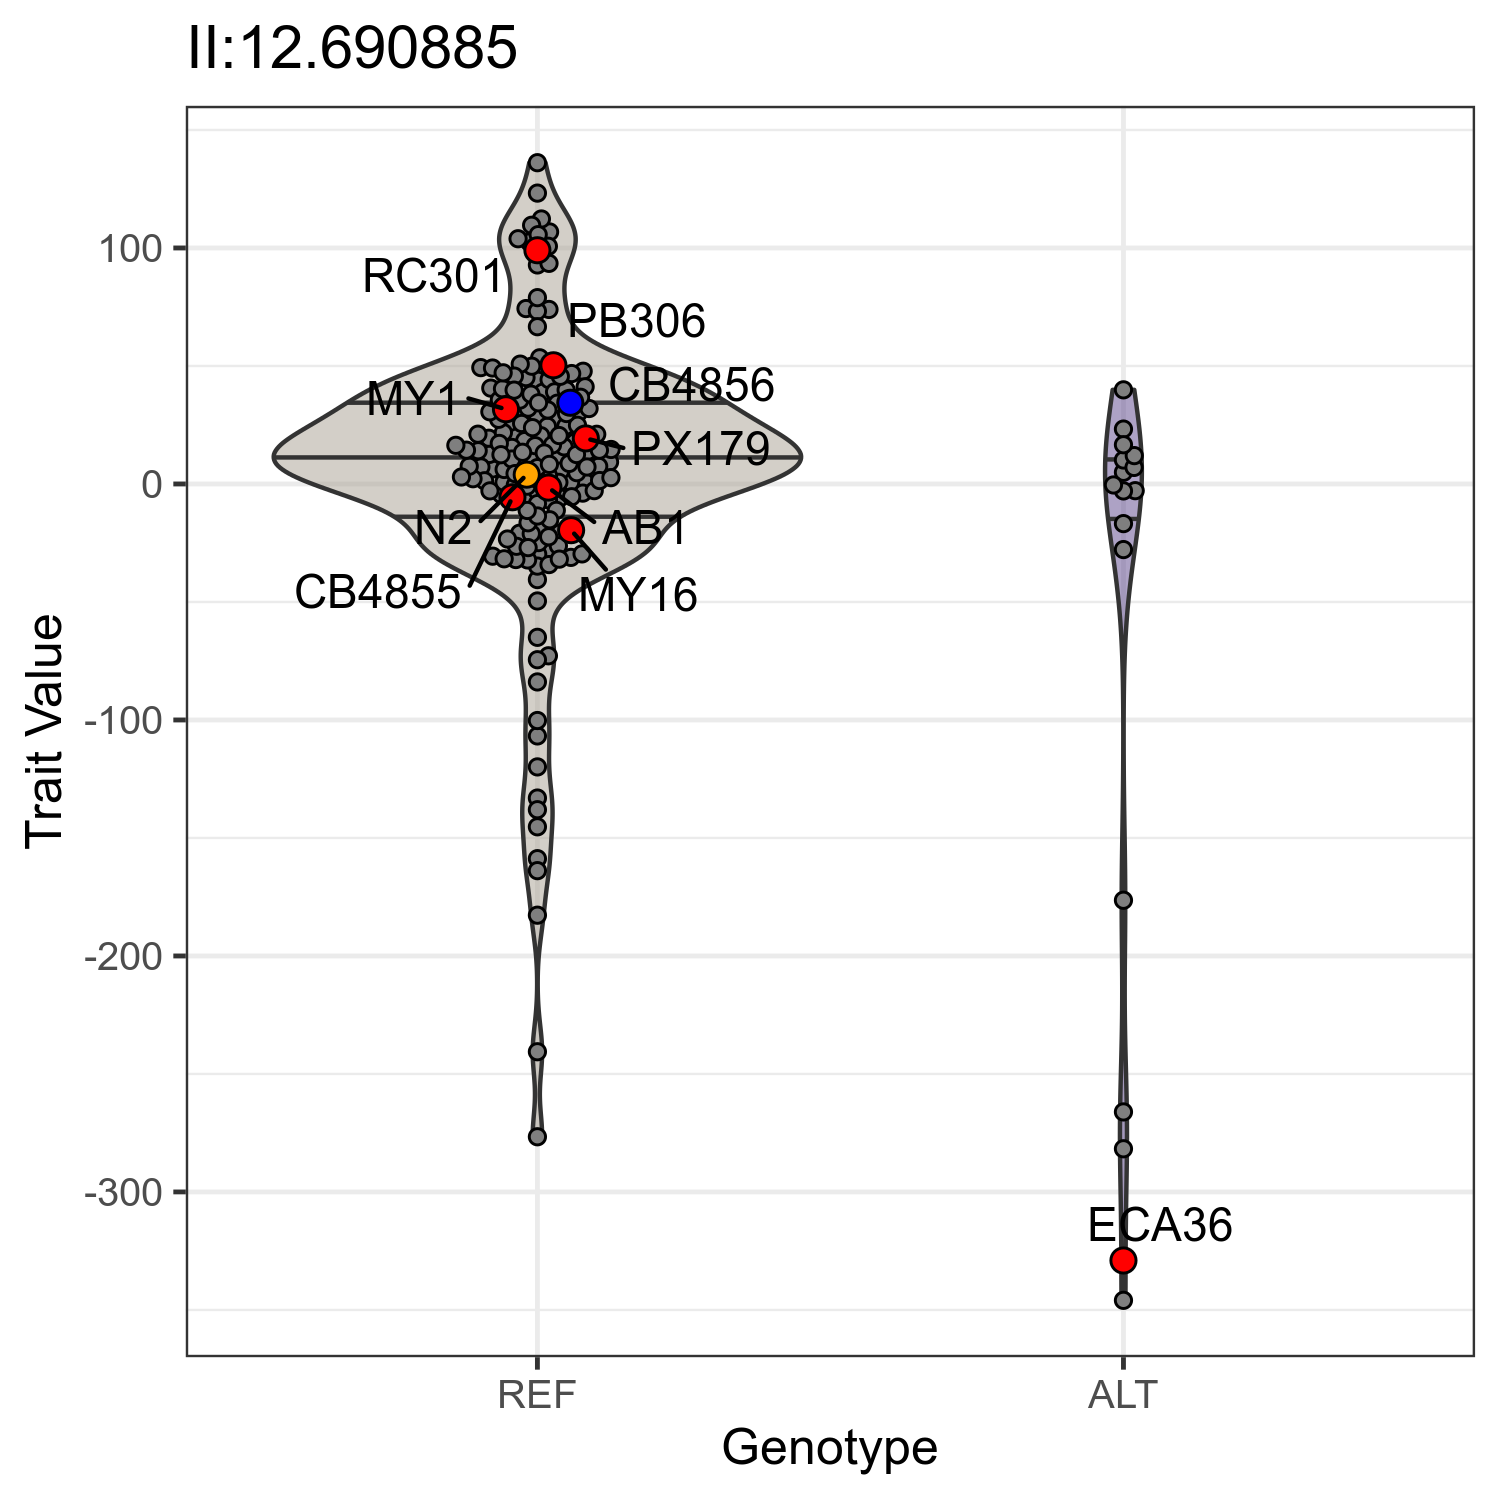 II:12.690885
Trait Value
100
0
-100
-200
-300
RC301
PB306
MY1
CB4856
PX179
N2
AB1
CB4855
MY16
ECA36
REF
ALT
Genotype